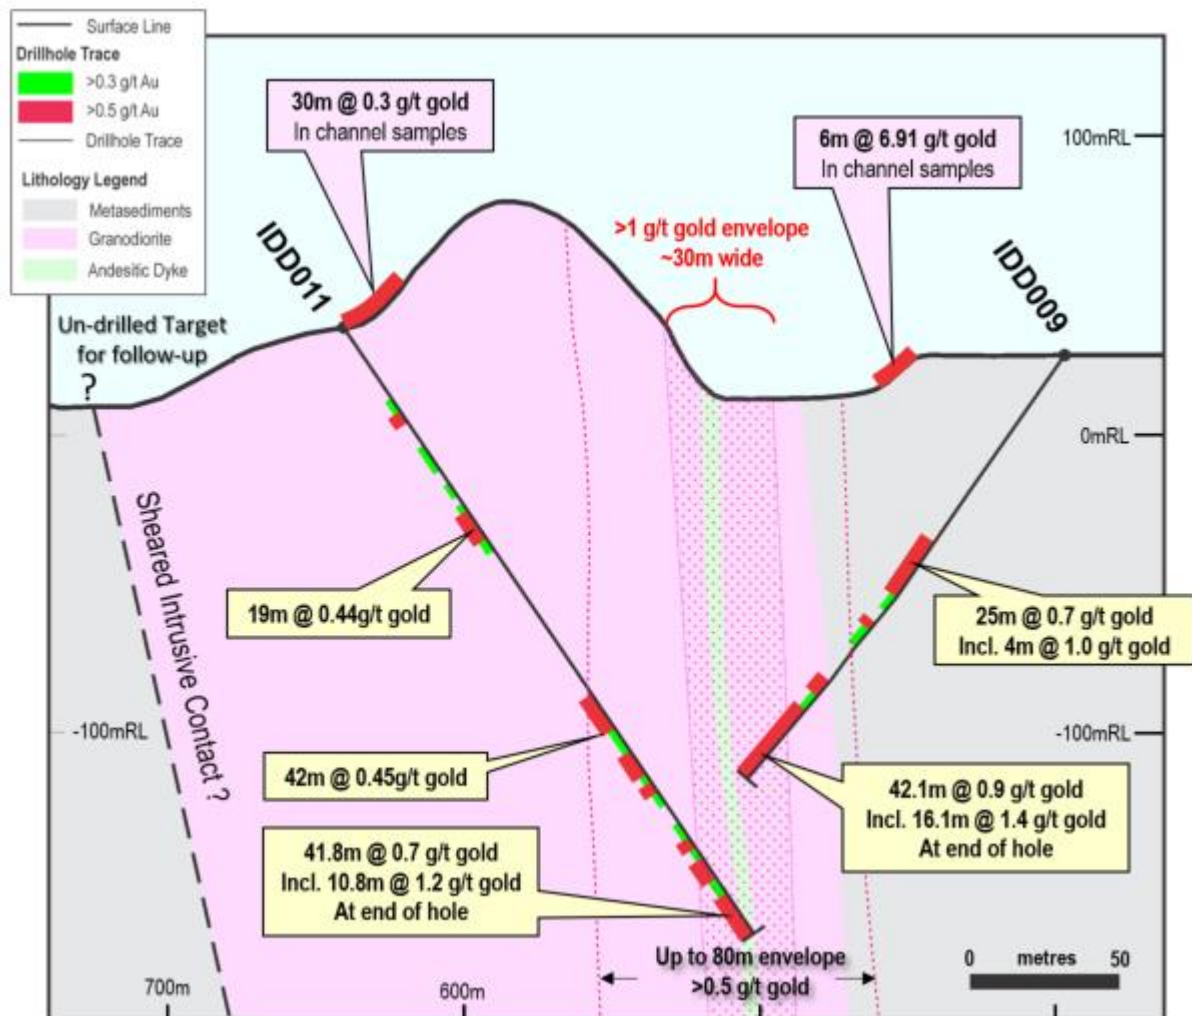 Surface Line
Drillhole Trace
>0.3 g/t Au
>0.5 g/t Au
Drillhole Trace
Lithology Legend
Metasediments
Granodiorite
Andesitic Dyke
30m @ 0.3 g/t gold
In channel samples
6m @ 6.91 g/t gold
In channel samples
100mRL
>1 g/t gold envelope
~30m wide
IDD011
IDD009
Un-drilled Target
for follow-up
?
0mRL
Sheared Intrusive Contact ?
19m @ 0.44g/t gold
25m @ 0.7 g/t gold
Incl. 4m @ 1.0 g/t gold
-100mRL
-100mRL
42m @ 0.45g/t gold
42.1m @ 0.9 g/t gold
Incl. 16.1m @ 1.4 g/t gold
At end of hole
41.8m @ 0.7 g/t gold
Incl. 10.8m @ 1.2 g/t gold
At end of hole
Up to 80m envelope
>0.5 g/t gold
0 metres 50
700m
600m